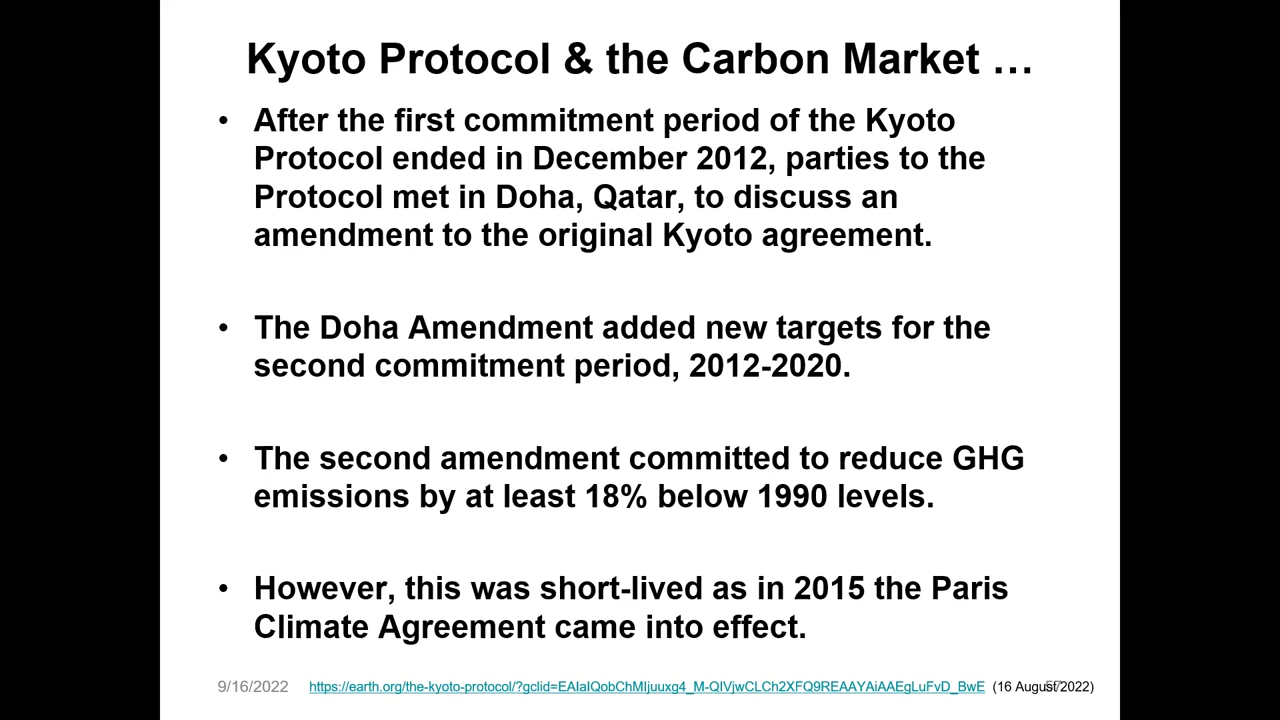 Kyoto Protocol & the Carbon Market …
• After the first commitment period of the Kyoto
Protocol ended in December 2012, parties to the
Protocol met in Doha, Qatar, to discuss an
amendment to the original Kyoto agreement.
• The Doha Amendment added new targets for the
second commitment period, 2012-2020.
• The second amendment committed to reduce GHG
emissions by at least 18% below 1990 levels.
• However, this was short-lived as in 2015 the Paris
Climate Agreement came into effect.
9/16/2022 https://earth.org/the-kyoto-protocol/?gclid=EAIaIQobChMIjuuxg4_M-QIVjwCLCh2XFQ9REAAYAiAAEgLuFvD_BwE (16 August 2022)
57